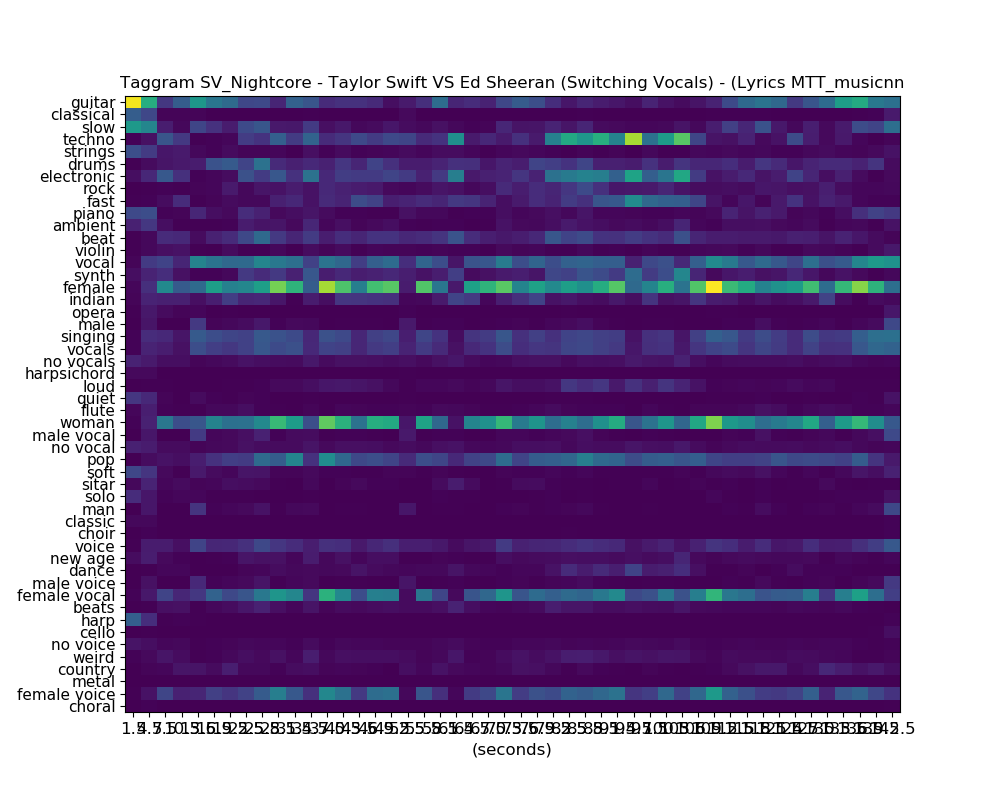 Taggram SV_Nightcore - Taylor Swift VS Ed Sheeran (Switching Vocals) - (Lyrics MTT_musicnn
guitar
classical
slow
techno
strings
drums
electronic
rock
fast
piano
ambient
beat
violin
vocal
synth
female
indian
opera
male
singing
vocals
no vocals
harpsichord
loud
quiet
flute
woman
male vocal
no vocal
pop
soft
sitar
solo
man
classic
choir
voice
new age
dance
male voice
female vocal
beats
harp
cello
no voice
weird
country
metal
female voice
choral
(seconds)